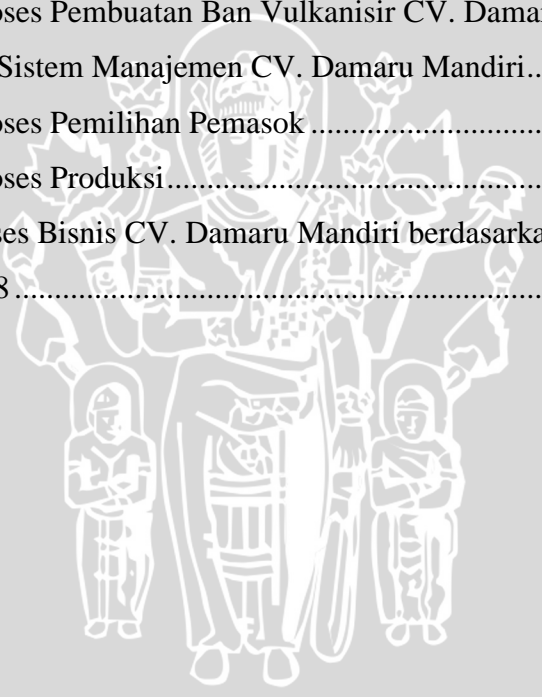 oses Pembuatan Ban Vulkanisir CV. Damar
Sistem Manajemen CV. Damaru Mandiri..
oses Pemilihan Pemasok ...............................
oses Produksi.................................................
ses Bisnis CV. Damaru Mandiri berdasarka
8 ......................................................................